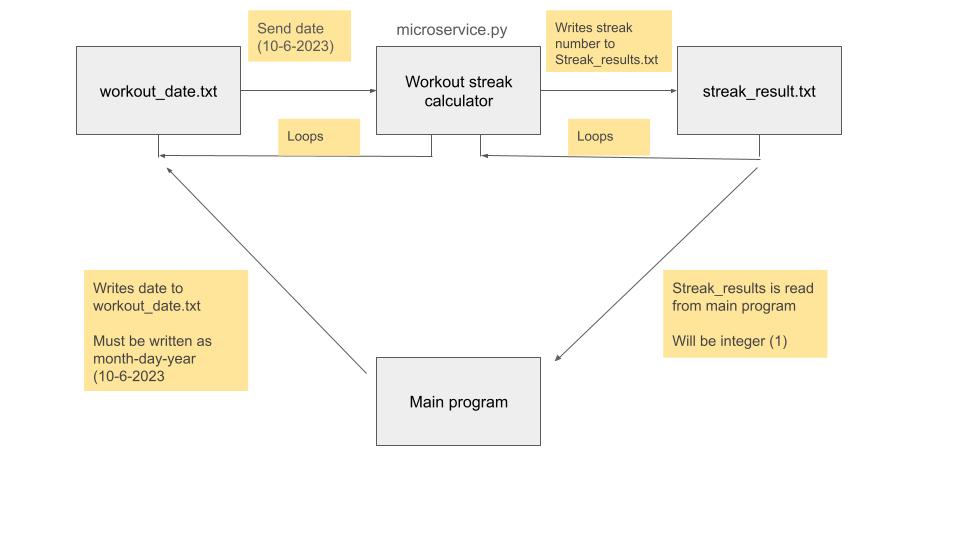 Send date
(10-6-2023)
microservice.py
Writes streak
number to
Streak_results.txt
workout_date.txt
Workout streak
calculator
streak_result.txt
Loops
Loops
Writes date to
workout_date.txt
Must be written as
month-day-year
(10-6-2023
Streak_results is read
from main program
Will be integer (1)
Main program